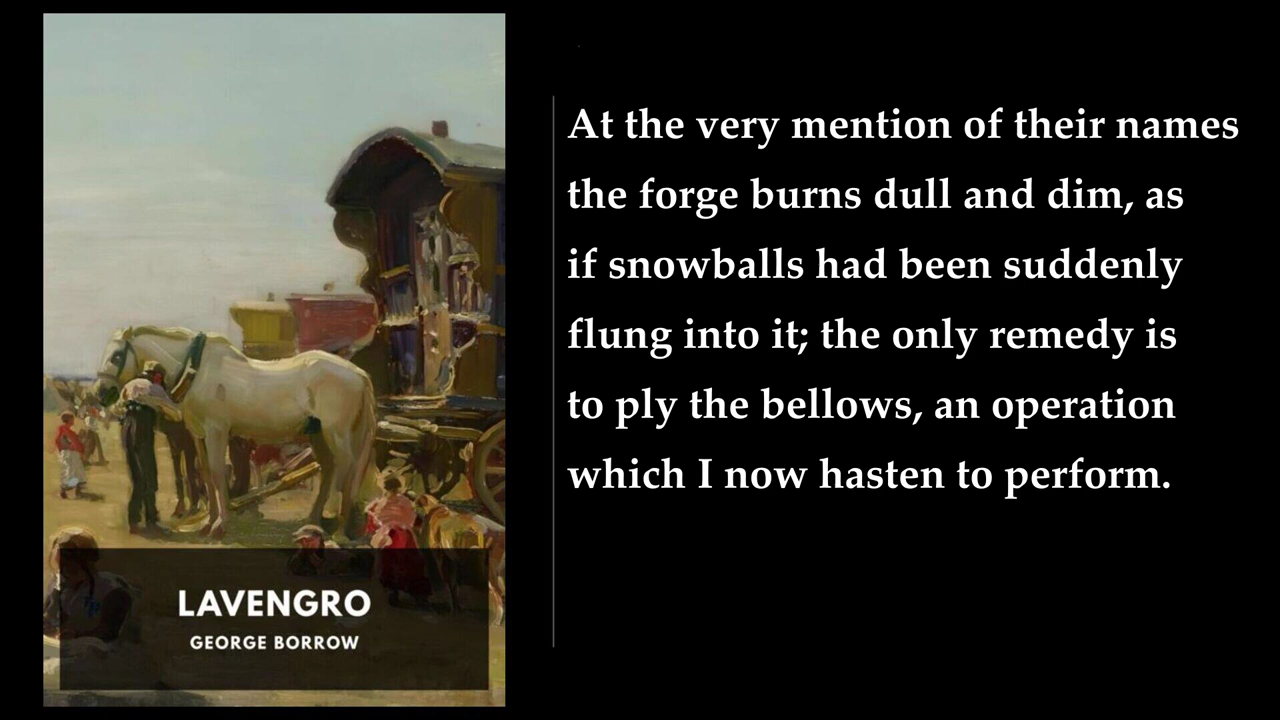 LAVENGRO
GEORGE BORROW
At the very mention of their names
the forge burns dull and dim, as
if snowballs had been suddenly
flung into it; the only remedy is
to ply the bellows, an operation
which I now hasten to perform.